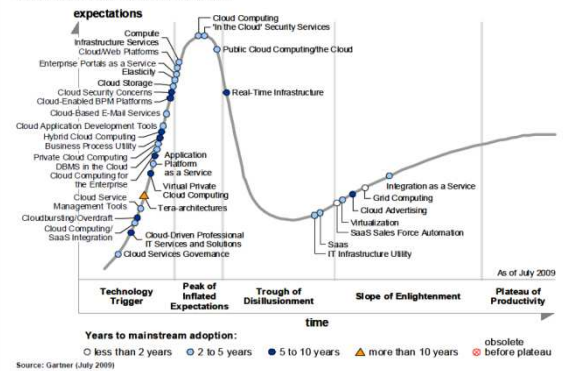 expectations
Cloud Computing
'In the Cloud' Security Services
Compute
Infrastructure Services
Cloud/Web Platforms
Public Cloud Computing/the Cloud
Enterprise Portals as a Service
Elasticity
Cloud Storage
Cloud Security Concerns
Real-Time Infrastructure
Cloud-Enabled BPM Platforms
Cloud-Based E-Mail Services
Cloud Application Development Tools
Hybrid Cloud Computing
Business Process Utility
Private Cloud Computing
Application
Platform
as a Service
DBMS in the Cloud
Cloud Computing for
the Enterprise
Virtual Private
Cloud Computing
Cloud Service
Management Tools
Tera-architectures
Cloudbursting/Overdraft
Cloud Computing/
SaaS Integration
Cloud-Driven Professional
IT Services and Solutions
Cloud Services Governance
Integration as a Service
Grid Computing
Cloud Advertising
Virtualization
SaaS Sales Force Automation
Saas
IT Infrastructure Utility
As of July 2009
Technology
Trigger
Peak of
Inflated
Expectations
Trough of
Disillusionment
Slope of Enlightenment
Plateau of
Productivity
time
Years to mainstream adoption:
less than 2 years
2 to 5 years
5 to 10 years
more than 10 years
obsolete
before plateau
Source: Gartner (July 2009)